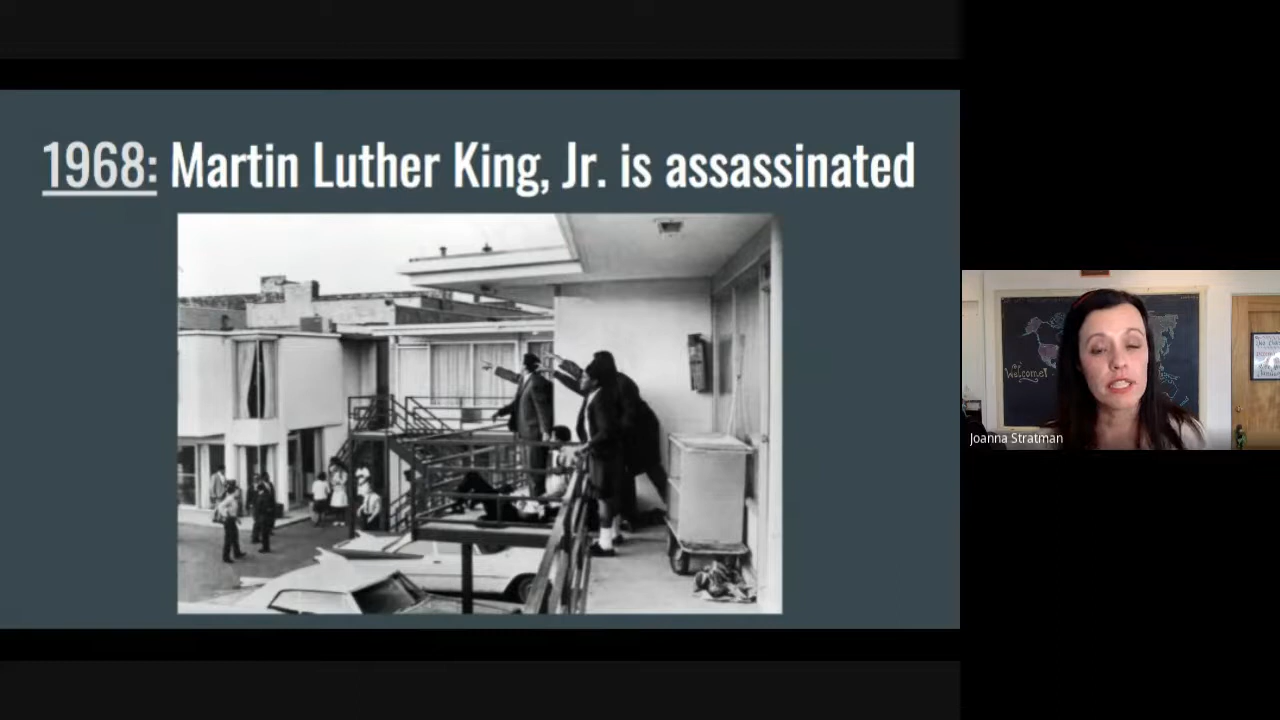 1968: Martin Luther King, Jr. is assassinated
Welcome!
Joanna Stratman